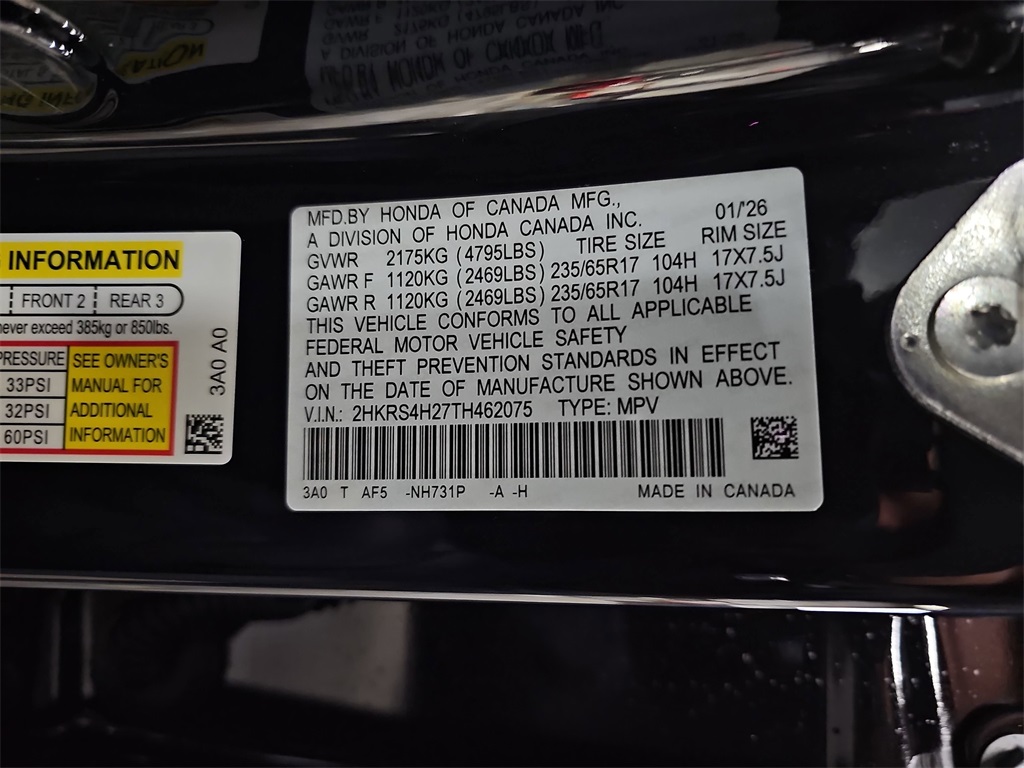 INFORMATION
FRONT 2 REAR 3
never exceed 385kg or 850lbs.
PRESSURE SEE OWNER'S
33PSI MANUAL FOR
32PSI ADDITIONAL
60PSI INFORMATION
3A0 A0
MFD.BY HONDA OF CANADA MFG.,
A DIVISION OF HONDA CANADA INC. 01/'26
GVWR 2175KG (4795LBS) TIRE SIZE RIM SIZE
GAWR F 1120KG (2469LBS) 235/65R17 104H 17X7.5J
GAWR R 1120KG (2469LBS) 235/65R17 104H 17X7.5J
THIS VEHICLE CONFORMS TO ALL APPLICABLE
FEDERAL MOTOR VEHICLE SAFETY
AND THEFT PREVENTION STANDARDS IN EFFECT
ON THE DATE OF MANUFACTURE SHOWN ABOVE.
V.I.N.: 2HKRS4H27TH462075 TYPE: MPV
3A0 T AF5 -NH731P -A -H MADE IN CANADA